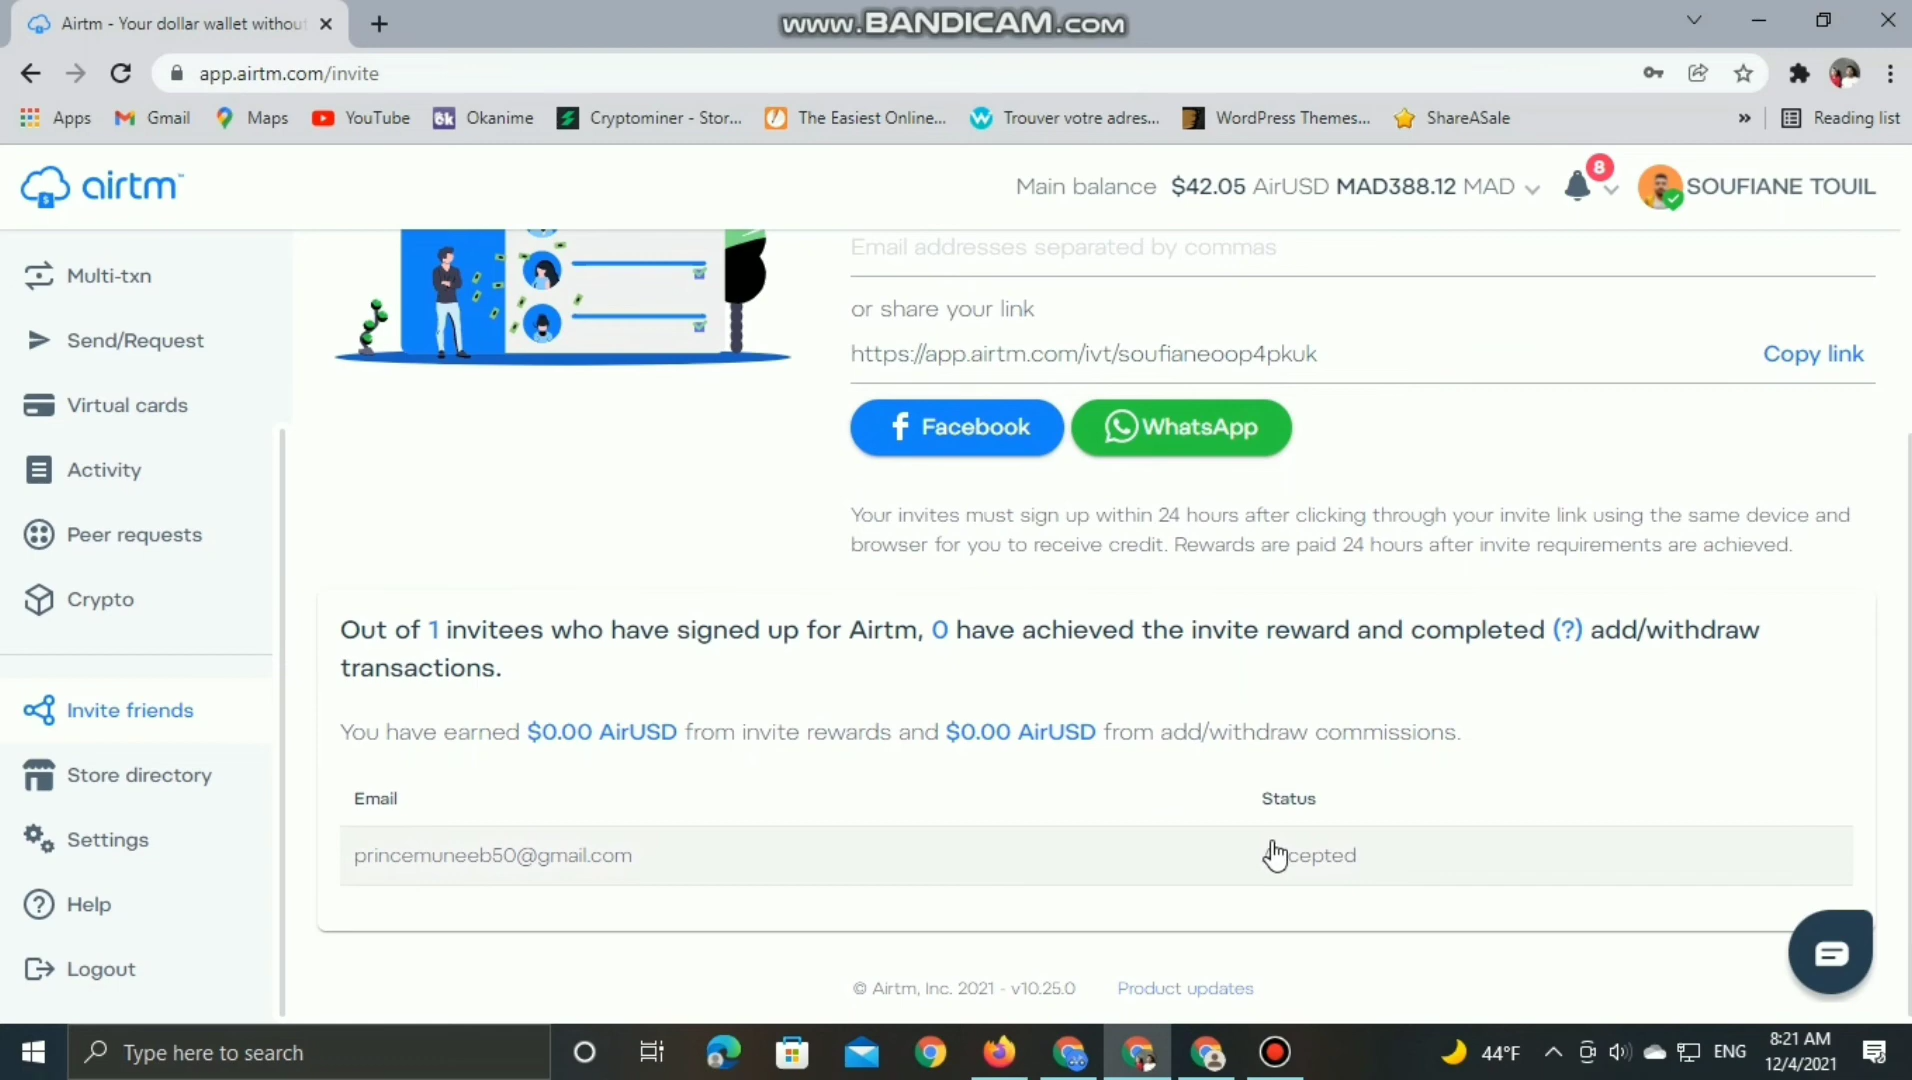 www.BANDICAM.com
Airtm - Your dollar wallet without
app.airtm.com/invite
Apps
Gmail
Maps
YouTube
Okanime
Cryptominer - Stor...
The Easiest Online...
Trouver votre adres...
WordPress Themes...
ShareASale
»
Reading list
airtm™
Main balance $42.05 AirUSD MAD388.12 MAD
8
SOUFIANE TOUIL
Multi-txn
Send/Request
Virtual cards
Activity
Peer requests
Crypto
Invite friends
Store directory
Settings
Help
Logout
Email addresses separated by commas
or share your link
https://app.airtm.com/ivt/soufianeoop4pkuk
Copy link
Facebook
WhatsApp
Your invites must sign up within 24 hours after clicking through your invite link using the same device and
browser for you to receive credit. Rewards are paid 24 hours after invite requirements are achieved.
Out of 1 invitees who have signed up for Airtm, 0 have achieved the invite reward and completed (?) add/withdraw
transactions.
You have earned $0.00 AirUSD from invite rewards and $0.00 AirUSD from add/withdraw commissions.
Email
Status
princemuneeb50@gmail.com
Accepted
© Airtm, Inc. 2021 - v10.25.0
Product updates
Type here to search
44°F
ENG
8:21 AM
12/4/2021